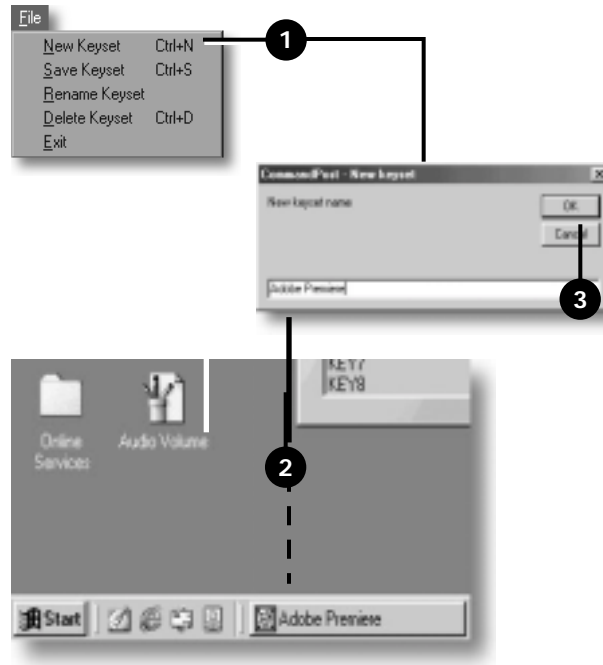 File
New Keyset Ctrl+N
Save Keyset Ctrl+S
Rename Keyset
Delete Keyset Ctrl+D
Exit
1
CommandPost - New keyset
New keyset name
OK
Cancel
Adobe Premiere
3
KEY7
KEY8
Online Services
Audio Volume
2
Start
Adobe Premiere